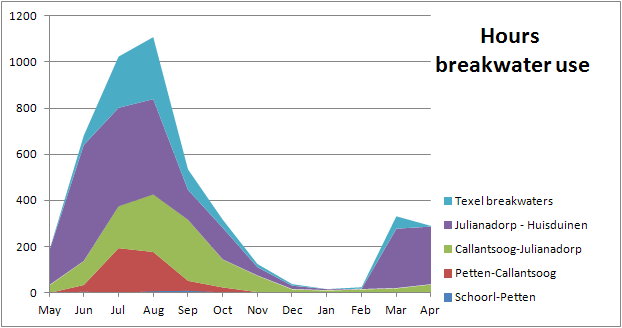 Hours
breakwater use
1200
1000
800
600
400
200
0
May Jun Jul Aug Sep Oct Nov Dec Jan Feb Mar Apr
Texel breakwaters
Julianadorp - Huisduinen
Callantsoog-Julianadorp
Petten-Callantsoog
Schoorl-Petten